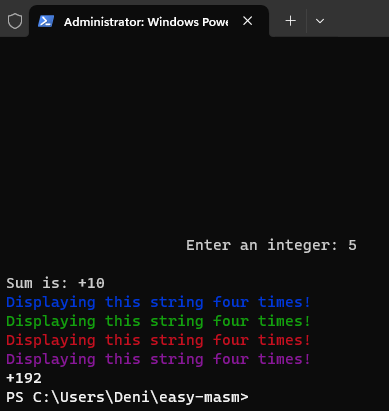 Administrator: Windows Powe
Enter an integer: 5
Sum is: +10
Displaying this string four times!
Displaying this string four times!
Displaying this string four times!
Displaying this string four times!
+192
PS C:\Users\Deni\easy-masm>